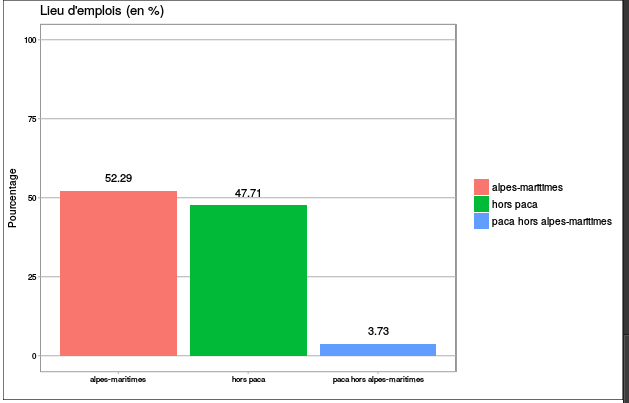 Lieu d'emplois (en %)
100
75
50
25
0
Pourcentage
52.29
47.71
3.73
alpes-maritimes
hors paca
paca hors alpes-maritimes
alpes-maritimes
hors paca
paca hors alpes-maritimes